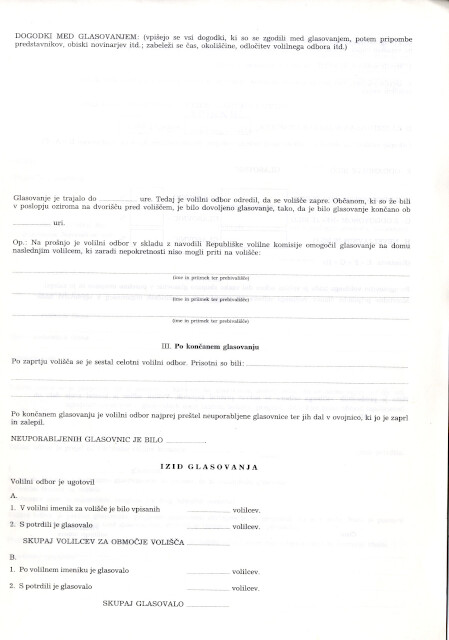 DOGODKI MED GLASOVANJEM: (vpišejo se vsi dogodki, ki so se zgodili med glasovanjem, potem pripombe
predstavnikov, obiski novinarjev itd.; zabeleži se čas, okoliščine, odločitev volilnega odbora itd.)
Glasovanje je trajalo do ............ ure. Tedaj je volilni odbor odredil, da se volišče zapre. Občanom, ki so že bili
v poslopju oziroma na dvorišču pred voliščem, je bilo dovoljeno glasovanje, tako, da je bilo glasovanje končano ob
............ uri.
Op.: Na prošnjo je volilni odbor v skladu z navodili Republiške volilne komisije omogočil glasovanje na domu
naslednjim volilcem, ki zaradi nepokretnosti niso mogli priti na volišče:
(ime in priimek ter prebivališče)
(ime in priimek ter prebivališče)
(ime in priimek ter prebivališče)
III. Po končanem glasovanju
Po zaprtju volišča se je sestal celotni volilni odbor. Prisotni so bili: ............
Po končanem glasovanju je volilni odbor najprej preštel neuporabljene glasovnice ter jih dal v ovojnico, ki jo je zaprl
in zalepil.
NEUPORABLJENIH GLASOVNIC JE BILO ............
IZID GLASOVANJA
Volilni odbor je ugotovil
A.
1. V volilni imenik za volišče je bilo vpisanih ............ volilcev.
2. S potrdili je glasovalo ............ volilcev.
SKUPAJ VOLILCEV ZA OBMOČJE VOLIŠČA ............
B.
1. Po volilnem imeniku je glasovalo ............ volilcev.
2. S potrdili je glasovalo ............ volilcev.
SKUPAJ GLASOVALO ............